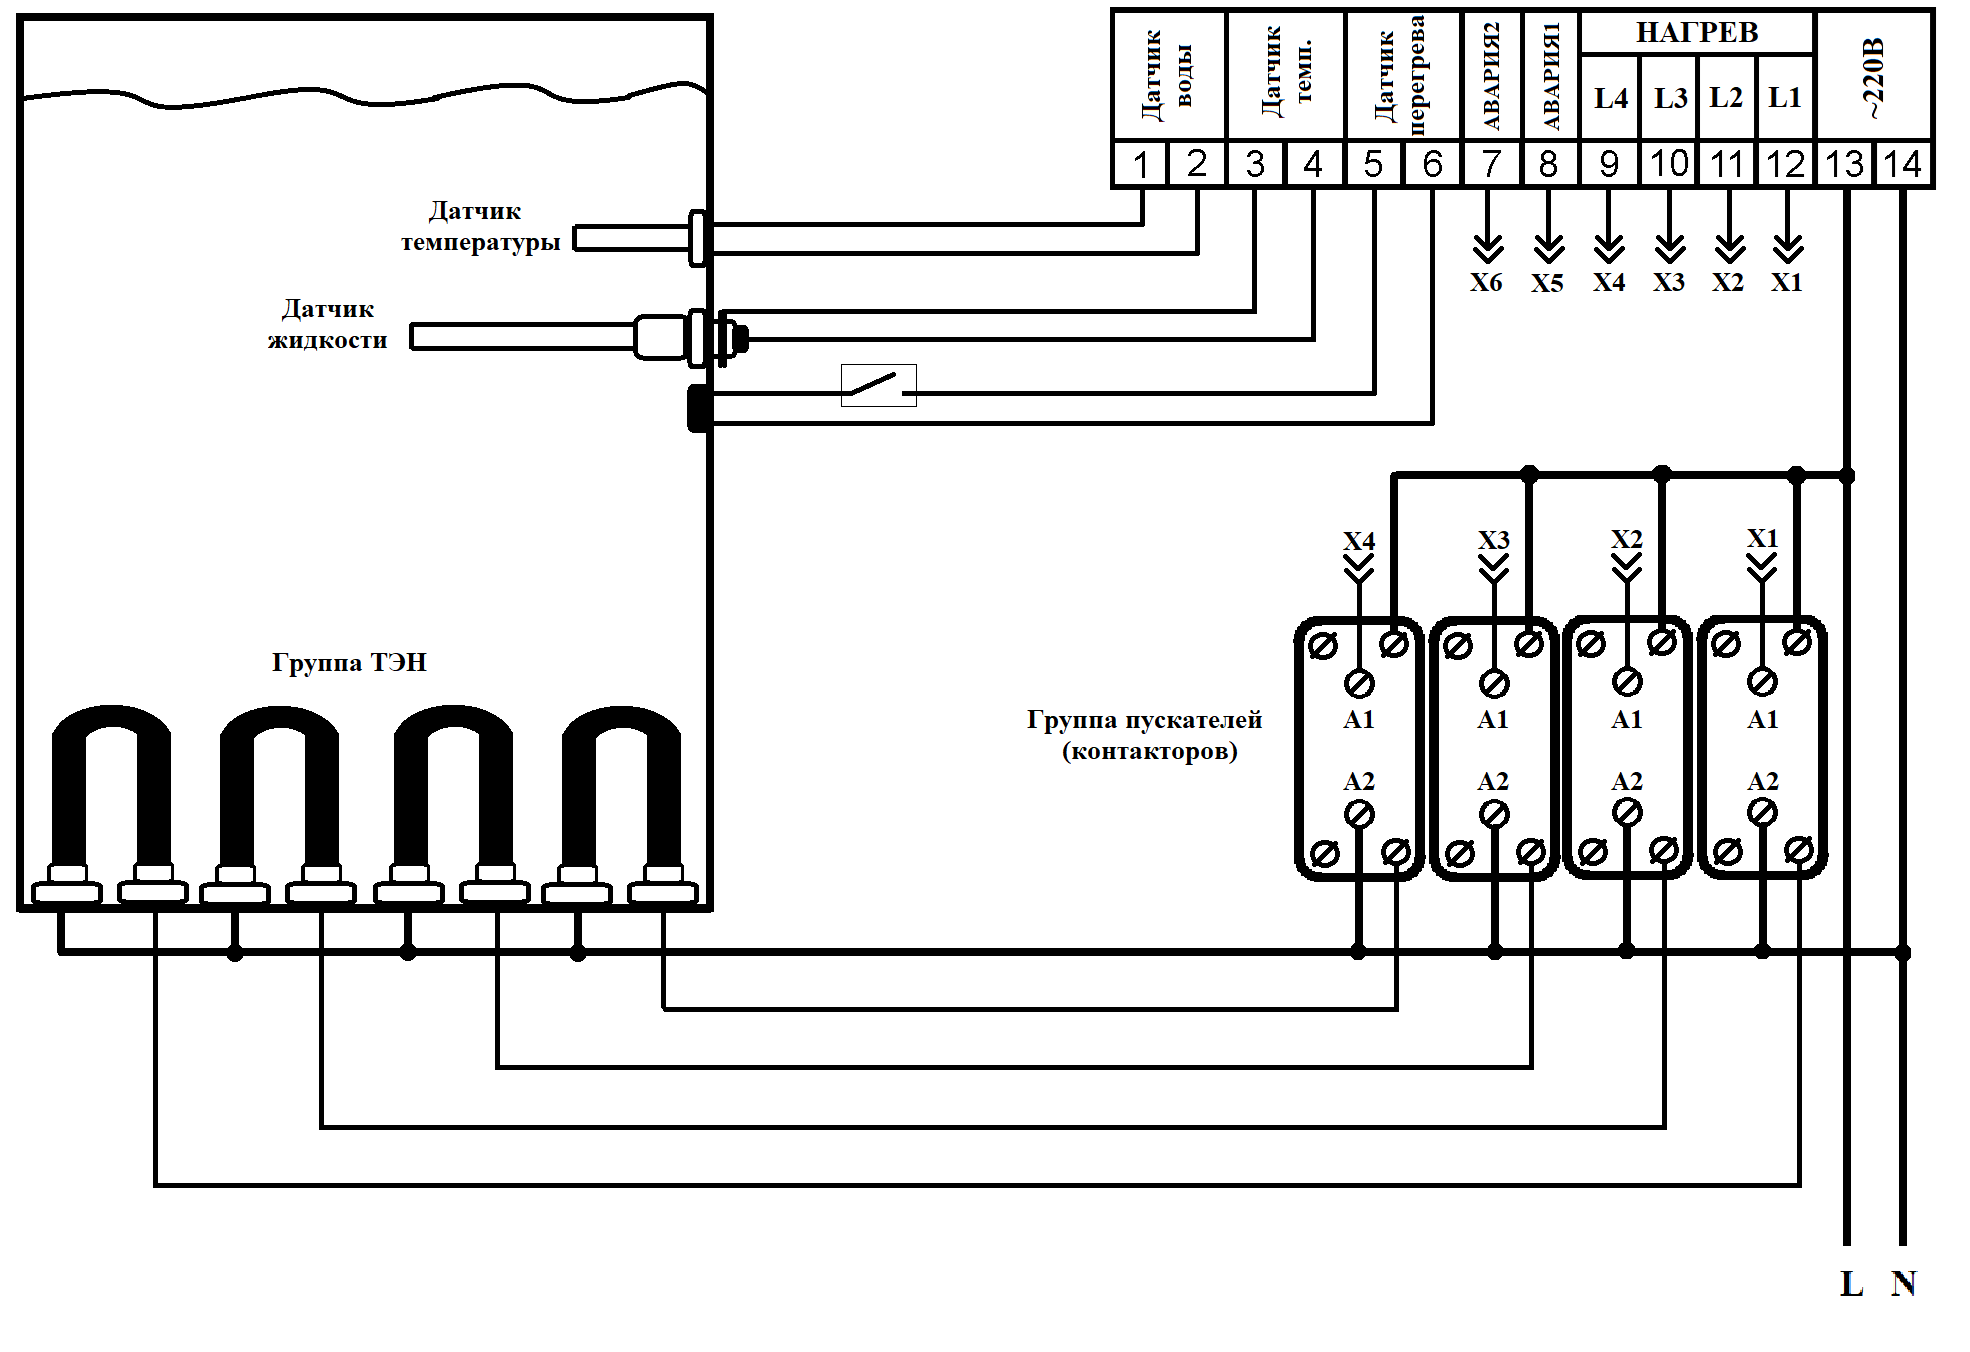 Датчик
воды
Датчик
темп.
Датчик
перегрева
АВАРИЯ2
АВАРИЯ1
НАГРЕВ
L4 L3 L2 L1
~220В
1 2 3 4 5 6 7 8 9 10 11 12 13 14
X6 X5 X4 X3 X2 X1
Датчик
температуры
Датчик
жидкости
X4 X3 X2 X1
Группа ТЭН
Группа пускателей
(контакторов)
A1 A1 A1 A1
A2 A2 A2 A2
L N